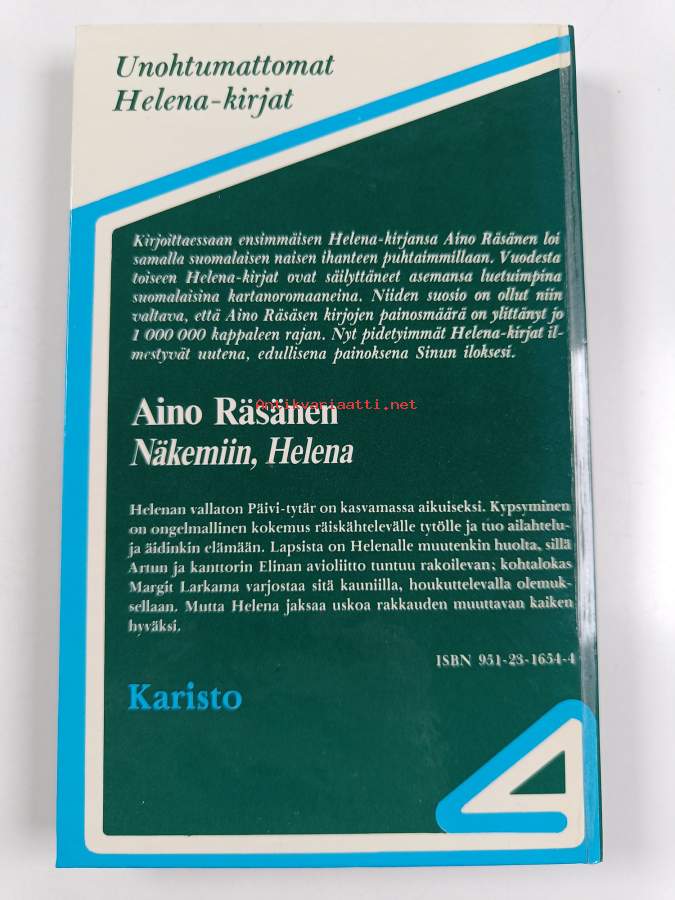 Unohtumattomat
Helena-kirjat
Kirjoittaessaan ensimmäisen Helena-kirjansa Aino Räsänen loi
samalla suomalaisen naisen ihanteen puhtaimmillaan. Vuodesta
toiseen Helena-kirjat ovat säilyttäneet asemansa luetuimpina
suomalaisina kartanoromaaneina. Niiden suosio on ollut niin
valtava, että Aino Räsäsen kirjojen painosmäärä on ylittänyt jo
1 000 000 kappaleen rajan. Nyt pidetyimmät Helena-kirjat il-
mestyvät uutena, edullisena painoksena Sinun iloksesi.
Antikvariaatti.net
Aino Räsänen
Näkemiin, Helena
Helenan vallaton Päivi-tytär on kasvamassa aikuiseksi. Kypsyminen
on ongelmallinen kokemus räiskähtelevälle tytölle ja tuo ailahtelu-
ja äidinkin elämään. Lapsista on Helenalle muutenkin huolta, sillä
Artun ja kanttorin Elinan avioliitto tuntuu rakoilevan; kohtalokas
Margit Larkama varjostaa sitä kauniilla, houkuttelevalla olemuk-
sellaan. Mutta Helena jaksaa uskoa rakkauden muuttavan kaiken
hyväksi.
ISBN 951-23-1654-4
Karisto